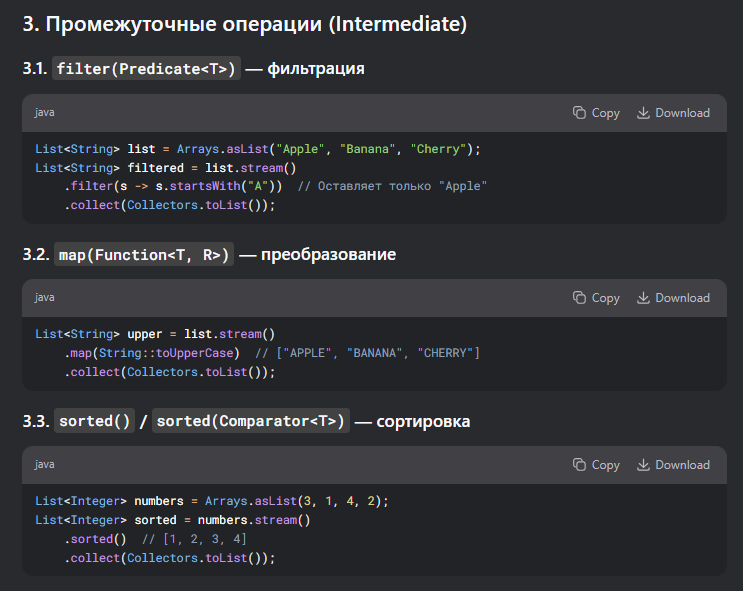 3. Промежуточные операции (Intermediate)
3.1. filter(Predicate<T>) — фильтрация
java Copy Download
List<String> list = Arrays.asList("Apple", "Banana", "Cherry");
List<String> filtered = list.stream()
    .filter(s -> s.startsWith("A"))  // Оставляет только "Apple"
    .collect(Collectors.toList());
3.2. map(Function<T, R>) — преобразование
java Copy Download
List<String> upper = list.stream()
    .map(String::toUpperCase)  // ["APPLE", "BANANA", "CHERRY"]
    .collect(Collectors.toList());
3.3. sorted() / sorted(Comparator<T>) — сортировка
java Copy Download
List<Integer> numbers = Arrays.asList(3, 1, 4, 2);
List<Integer> sorted = numbers.stream()
    .sorted()  // [1, 2, 3, 4]
    .collect(Collectors.toList());